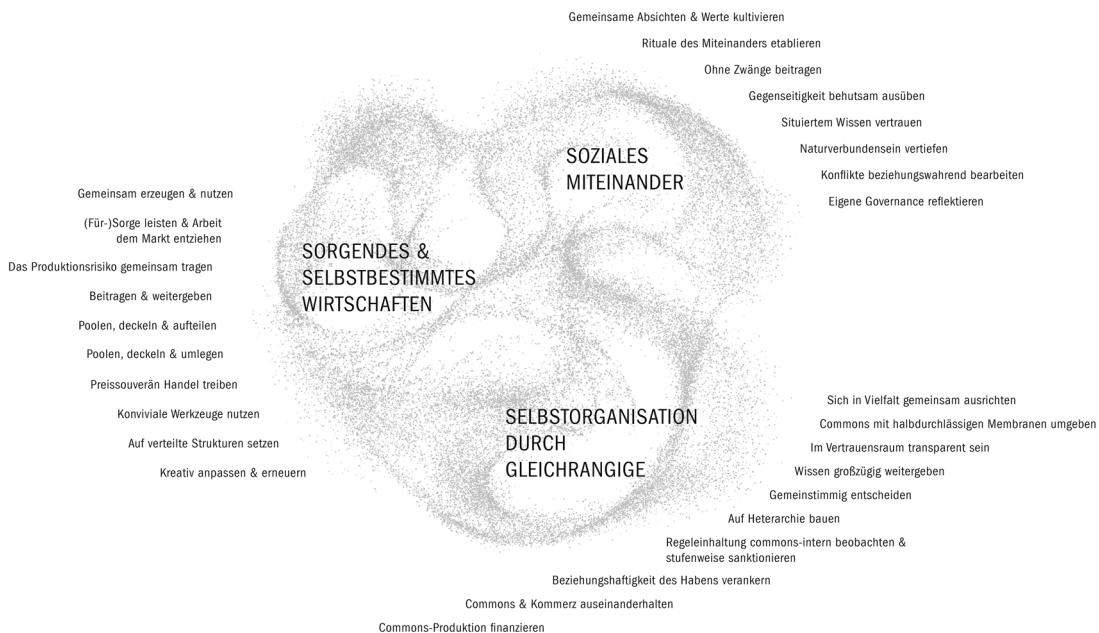 Gemeinsame Absichten & Werte kultivieren
Rituale des Miteinanders etablieren
Ohne Zwänge beitragen
Gegenseitigkeit behutsam ausüben
Situiertem Wissen vertrauen
Naturverbundensein vertiefen
Konflikte beziehungswahrend bearbeiten
Eigene Governance reflektieren
SOZIALES
MITEINANDER
Gemeinsam erzeugen & nutzen
(Für-)Sorge leisten & Arbeit
dem Markt entziehen
Das Produktionsrisiko gemeinsam tragen
Beitragen & weitergeben
Poolen, deckeln & aufteilen
Poolen, deckeln & umlegen
Preissouverän Handel treiben
Konviviale Werkzeuge nutzen
Auf verteilte Strukturen setzen
Kreativ anpassen & erneuern
SORGENDES &
SELBSTBESTIMMTES
WIRTSCHAFTEN
SELBSTORGANISATION
DURCH
GLEICHRANGIGE
Sich in Vielfalt gemeinsam ausrichten
Commons mit halbdurchlässigen Membranen umgeben
Im Vertrauensraum transparent sein
Wissen großzügig weitergeben
Gemeinstimmig entscheiden
Auf Heterarchie bauen
Regeleinhaltung commons-intern beobachten &
stufenweise sanktionieren
Beziehungshaftigkeit des Habens verankern
Commons & Kommerz auseinanderhalten
Commons-Produktion finanzieren